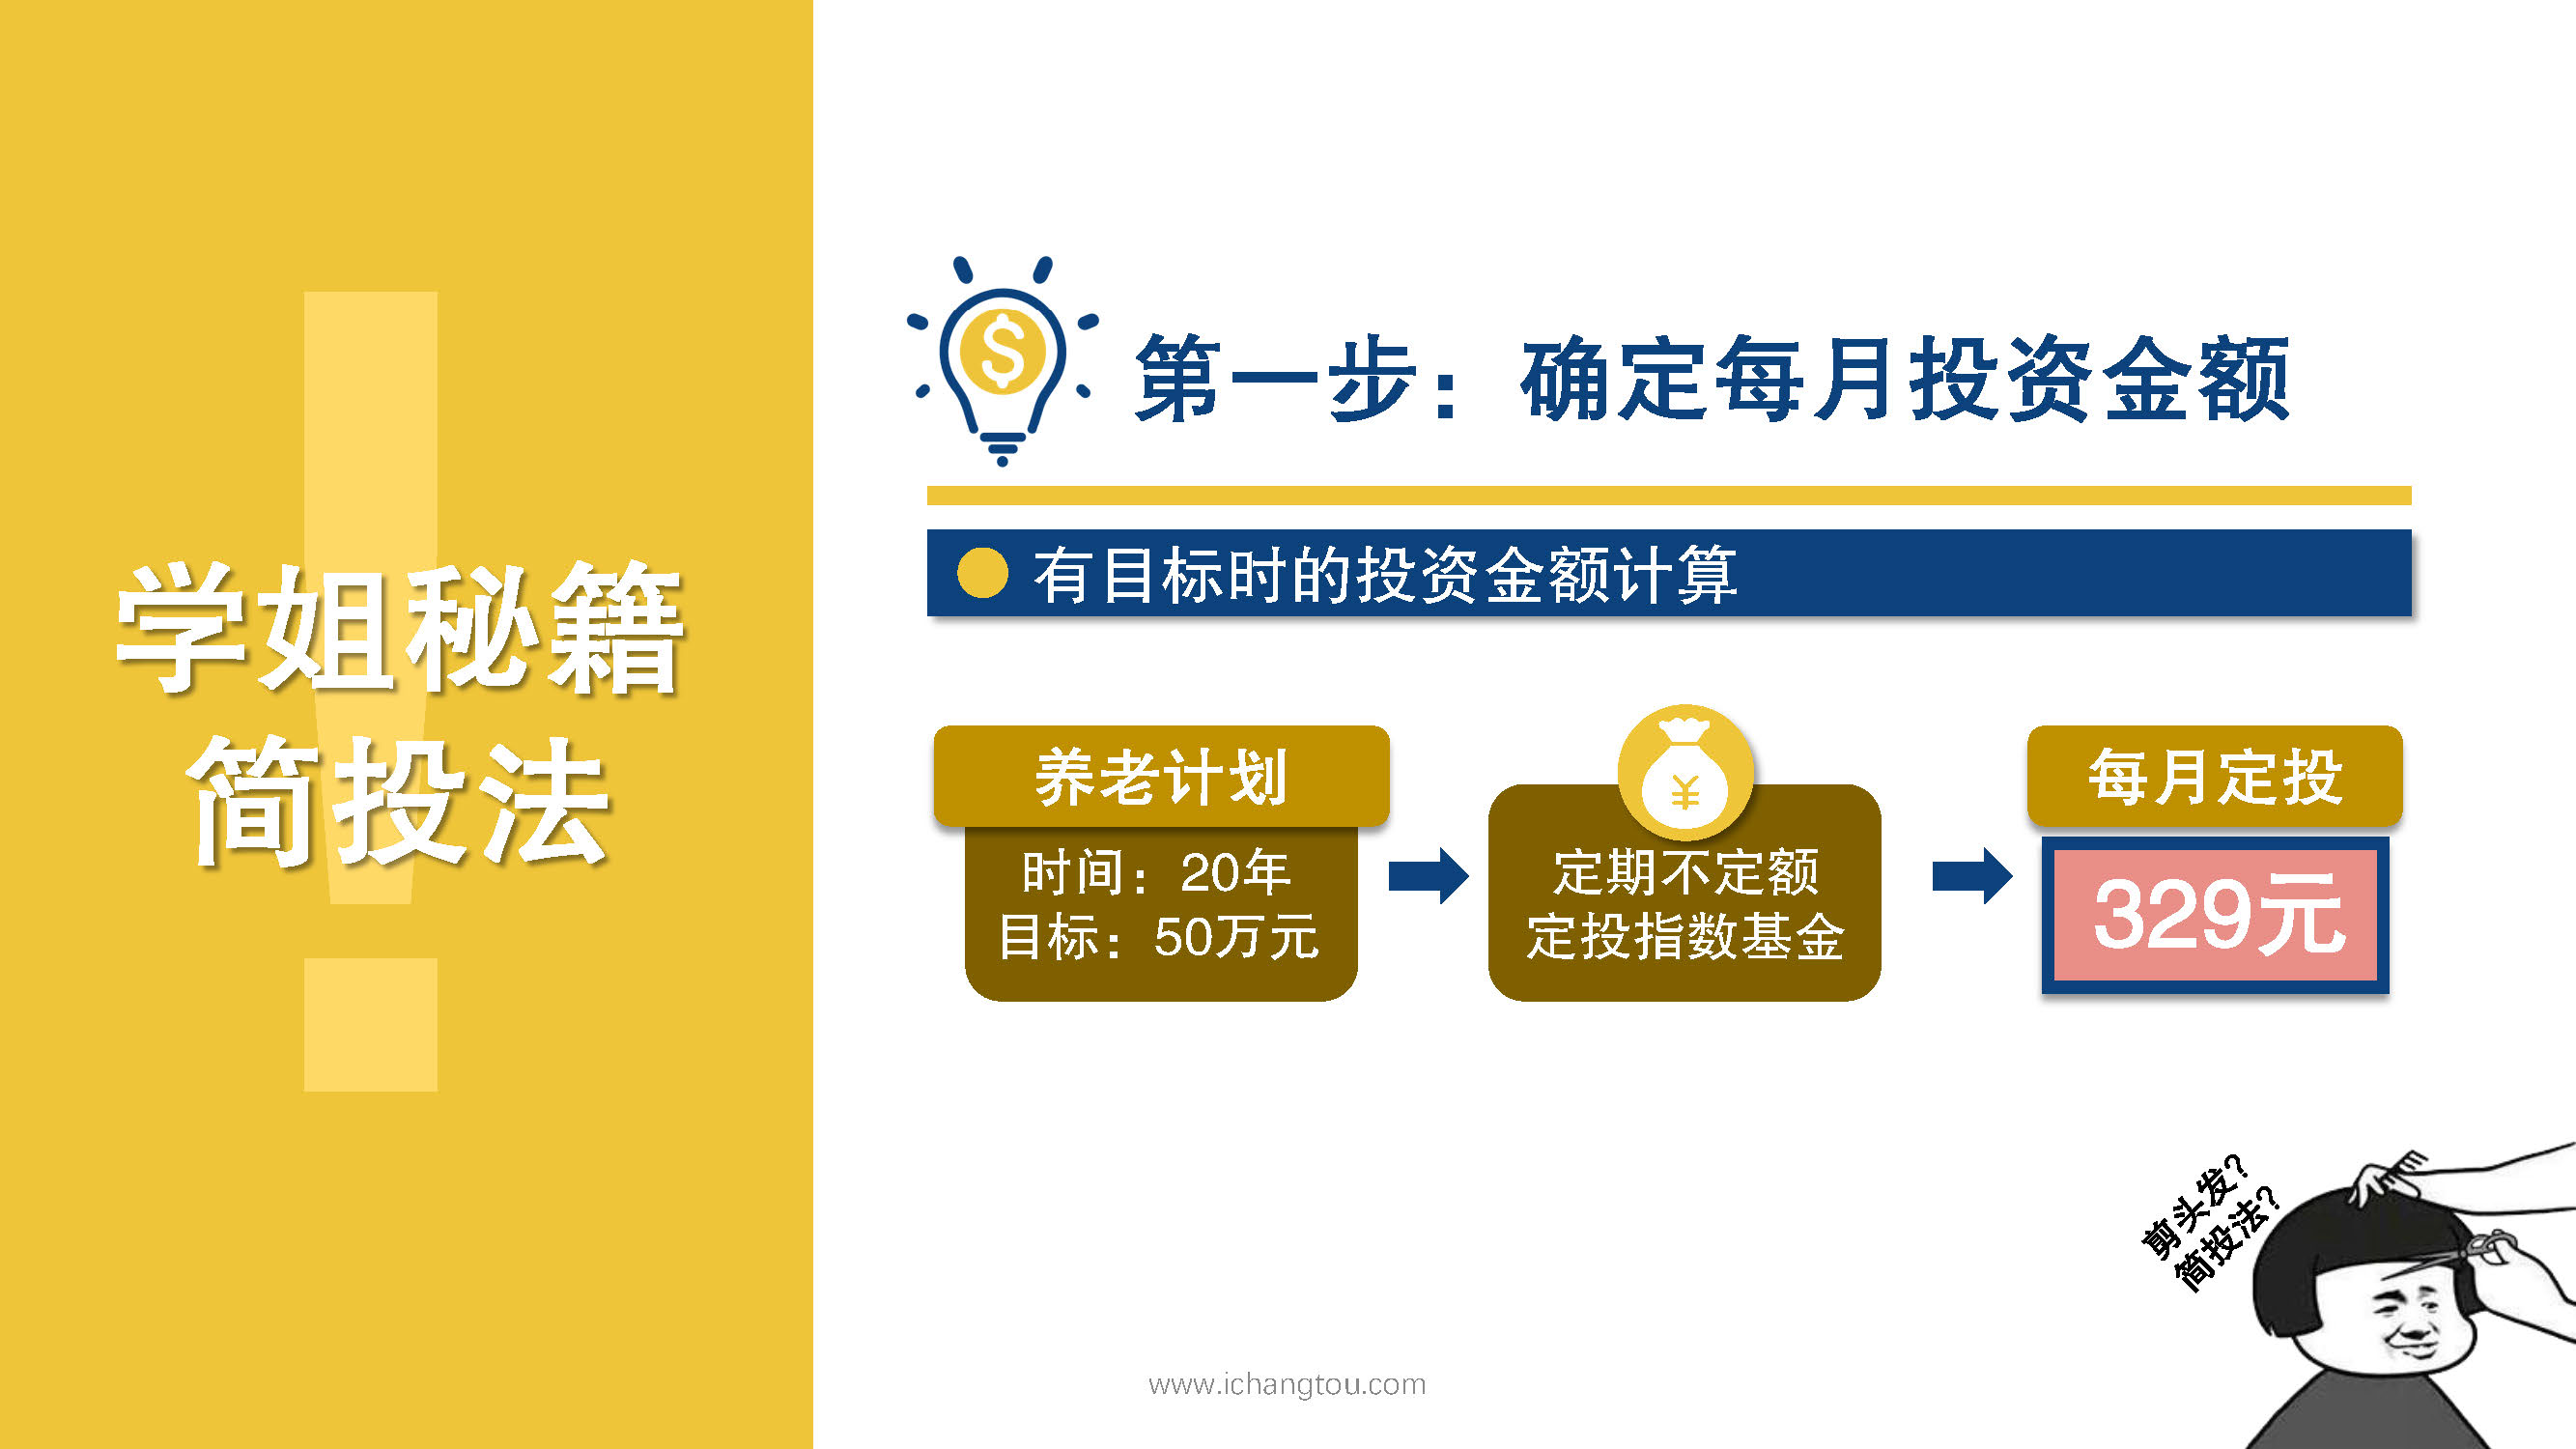 学姐秘籍
简投法
第一步：确定每月投资金额
有目标时的投资金额计算
养老计划
时间：20年
目标：50万元
定期不定额
定投指数基金
每月定投
329元
剪头发？
简投法？
www.ichangtou.com